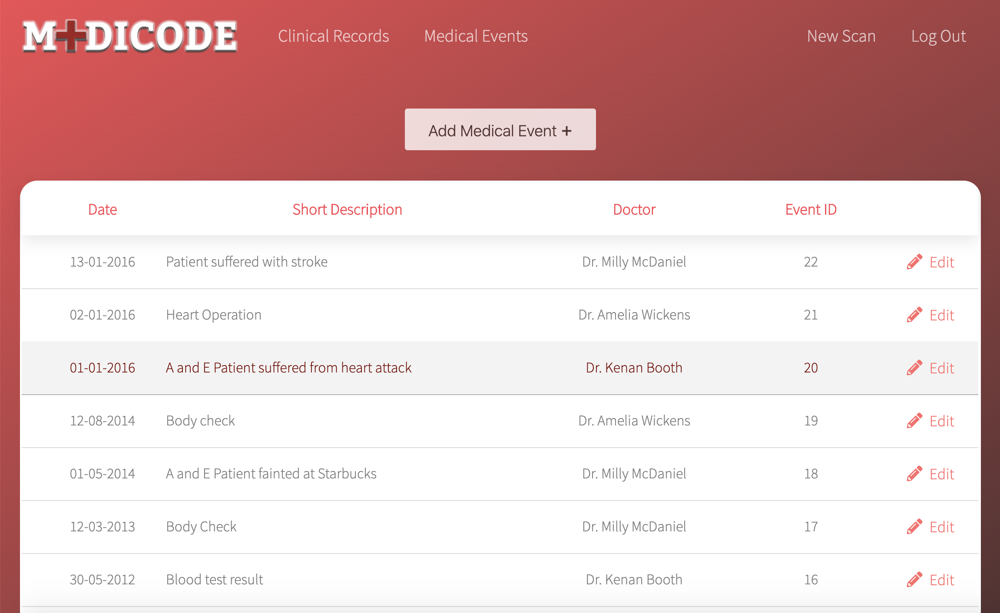 M+DICODE Clinical Records Medical Events New Scan Log Out
Add Medical Event +
Date Short Description Doctor Event ID
13-01-2016 Patient suffered with stroke Dr. Milly McDaniel 22 Edit
02-01-2016 Heart Operation Dr. Amelia Wickens 21 Edit
01-01-2016 A and E Patient suffered from heart attack Dr. Kenan Booth 20 Edit
12-08-2014 Body check Dr. Amelia Wickens 19 Edit
01-05-2014 A and E Patient fainted at Starbucks Dr. Milly McDaniel 18 Edit
12-03-2013 Body Check Dr. Milly McDaniel 17 Edit
30-05-2012 Blood test result Dr. Kenan Booth 16 Edit